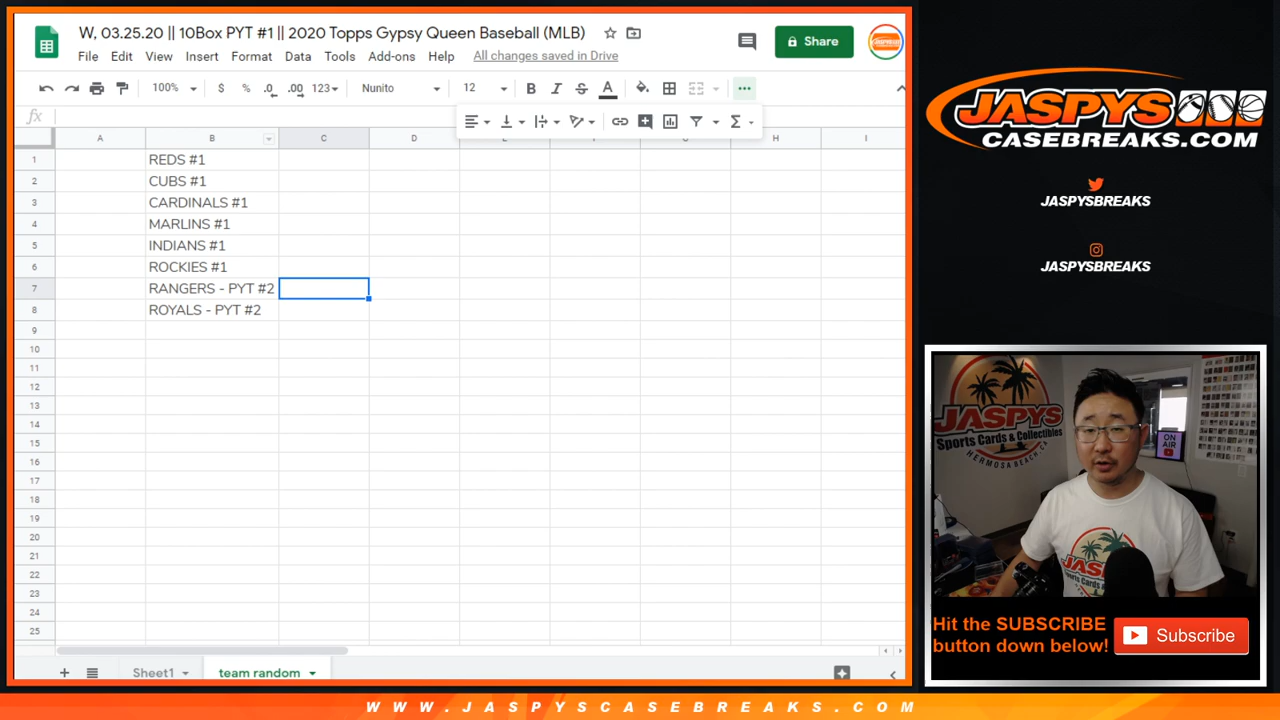 W, 03.25.20 || 10Box PYT #1 || 2020 Topps Gypsy Queen Baseball (MLB)
File Edit View Insert Format Data Tools Add-ons Help All changes saved in Drive
Share
100% $ % .0 .00 123 Nunito 12 B I S A
fx
A B C D H I
1 REDS #1
2 CUBS #1
3 CARDINALS #1
4 MARLINS #1
5 INDIANS #1
6 ROCKIES #1
7 RANGERS - PYT #2
8 ROYALS - PYT #2
9
10
11
12
13
14
15
16
17
18
19
20
21
22
23
24
25
Sheet1 team random
JASPYS
CASEBREAKS.COM
JASPYSBREAKS
JASPYSBREAKS
JASPYS
Sports Cards & Collectibles
HERMOSA BEACH, CA
ON AIR
JASPYS
Hit the SUBSCRIBE
button down below!
Subscribe
WWW.JASPYSCASEBREAKS.COM